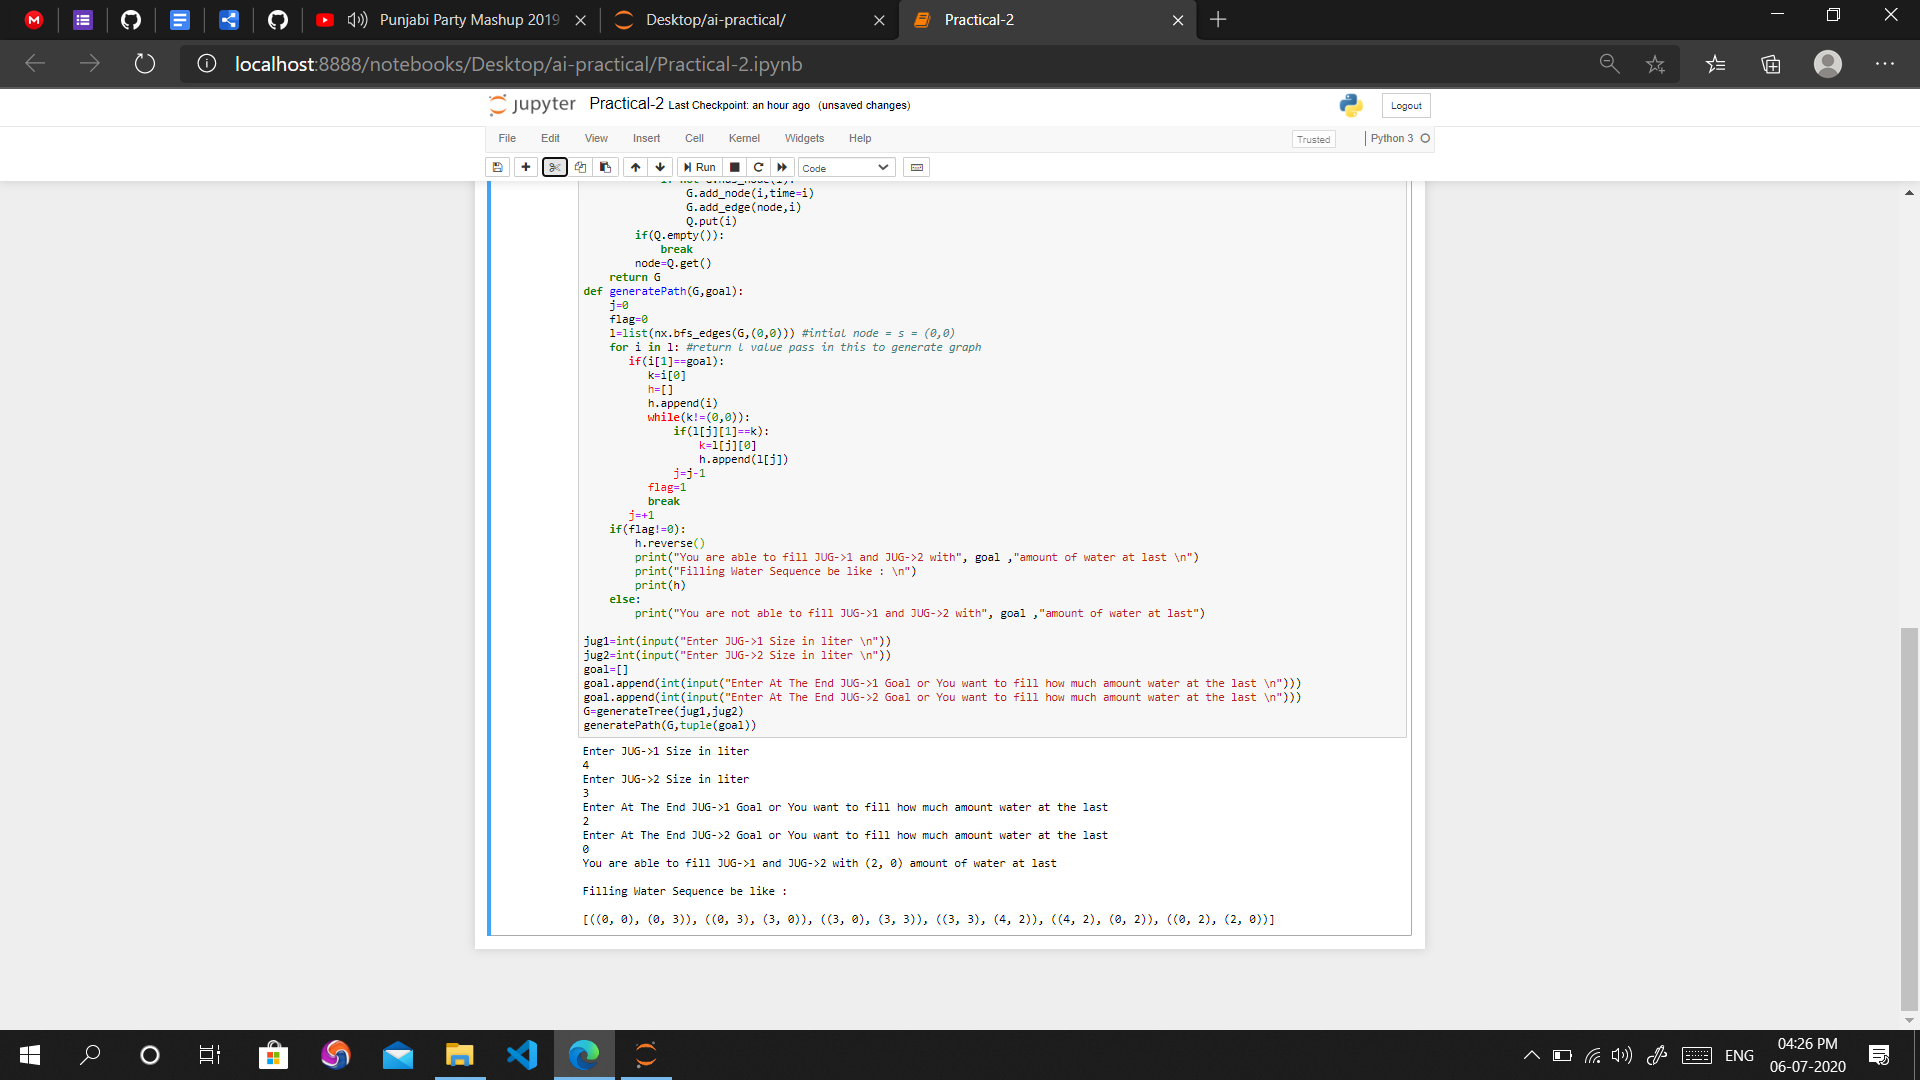 Punjabi Party Mashup 2019
Desktop/ai-practical/
Practical-2
localhost:8888/notebooks/Desktop/ai-practical/Practical-2.ipynb
jupyter Practical-2 Last Checkpoint: an hour ago (unsaved changes)
Logout
File Edit View Insert Cell Kernel Widgets Help
Trusted
Python 3
Run
Code
G.add_node(i,time=i)
G.add_edge(node,i)
Q.put(i)
if(Q.empty()):
break
node=Q.get()
return G
def generatePath(G,goal):
j=0
flag=0
l=list(nx.bfs_edges(G,(0,0))) #intial node = s = (0,0)
for i in l: #return l value pass in this to generate graph
if(i[1]==goal):
k=i[0]
h=[]
h.append(i)
while(k!=(0,0)):
if(l[j][1]==k):
k=l[j][0]
h.append(l[j])
j=j-1
flag=1
break
j=+1
if(flag!=0):
h.reverse()
print("You are able to fill JUG->1 and JUG->2 with", goal ,"amount of water at last \n")
print("Filling Water Sequence be like : \n")
print(h)
else:
print("You are not able to fill JUG->1 and JUG->2 with", goal ,"amount of water at last")
jug1=int(input("Enter JUG->1 Size in liter \n"))
jug2=int(input("Enter JUG->2 Size in liter \n"))
goal=[]
goal.append(int(input("Enter At The End JUG->1 Goal or You want to fill how much amount water at the last \n")))
goal.append(int(input("Enter At The End JUG->2 Goal or You want to fill how much amount water at the last \n")))
G=generateTree(jug1,jug2)
generatePath(G,tuple(goal))
Enter JUG->1 Size in liter
4
Enter JUG->2 Size in liter
3
Enter At The End JUG->1 Goal or You want to fill how much amount water at the last
2
Enter At The End JUG->2 Goal or You want to fill how much amount water at the last
0
You are able to fill JUG->1 and JUG->2 with (2, 0) amount of water at last
Filling Water Sequence be like :
[((0, 0), (0, 3)), ((0, 3), (3, 0)), ((3, 0), (3, 3)), ((3, 3), (4, 2)), ((4, 2), (0, 2)), ((0, 2), (2, 0))]
ENG
04:26 PM
06-07-2020